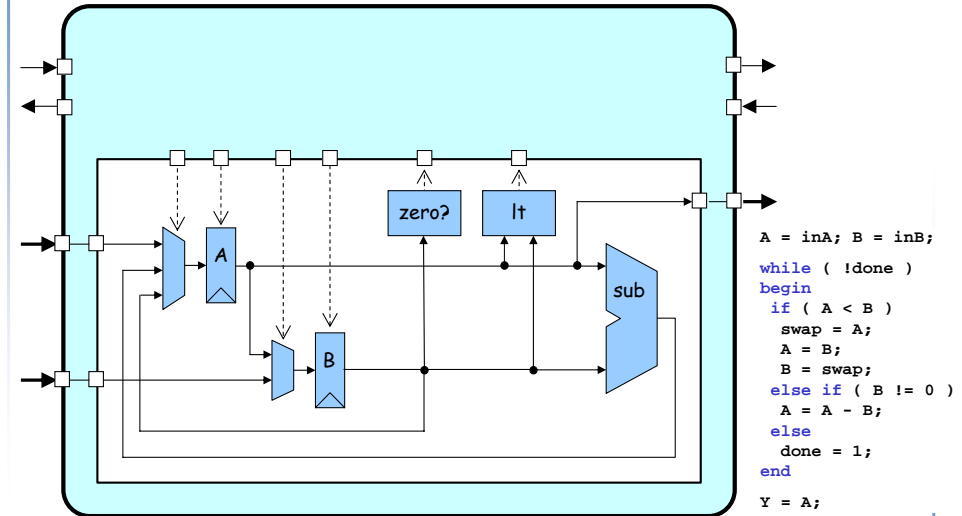 zero?
lt
A
sub
B
A = inA; B = inB;
while ( !done )
begin
if ( A < B )
swap = A;
A = B;
B = swap;
else if ( B != 0 )
A = A - B;
else
done = 1;
end
Y = A;